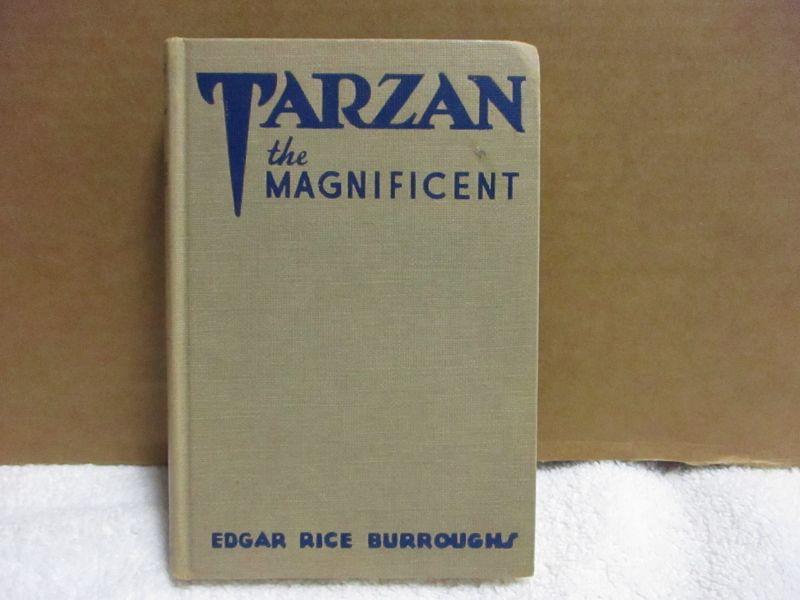 TARZAN
the
MAGNIFICENT
EDGAR RICE BURROUGHS